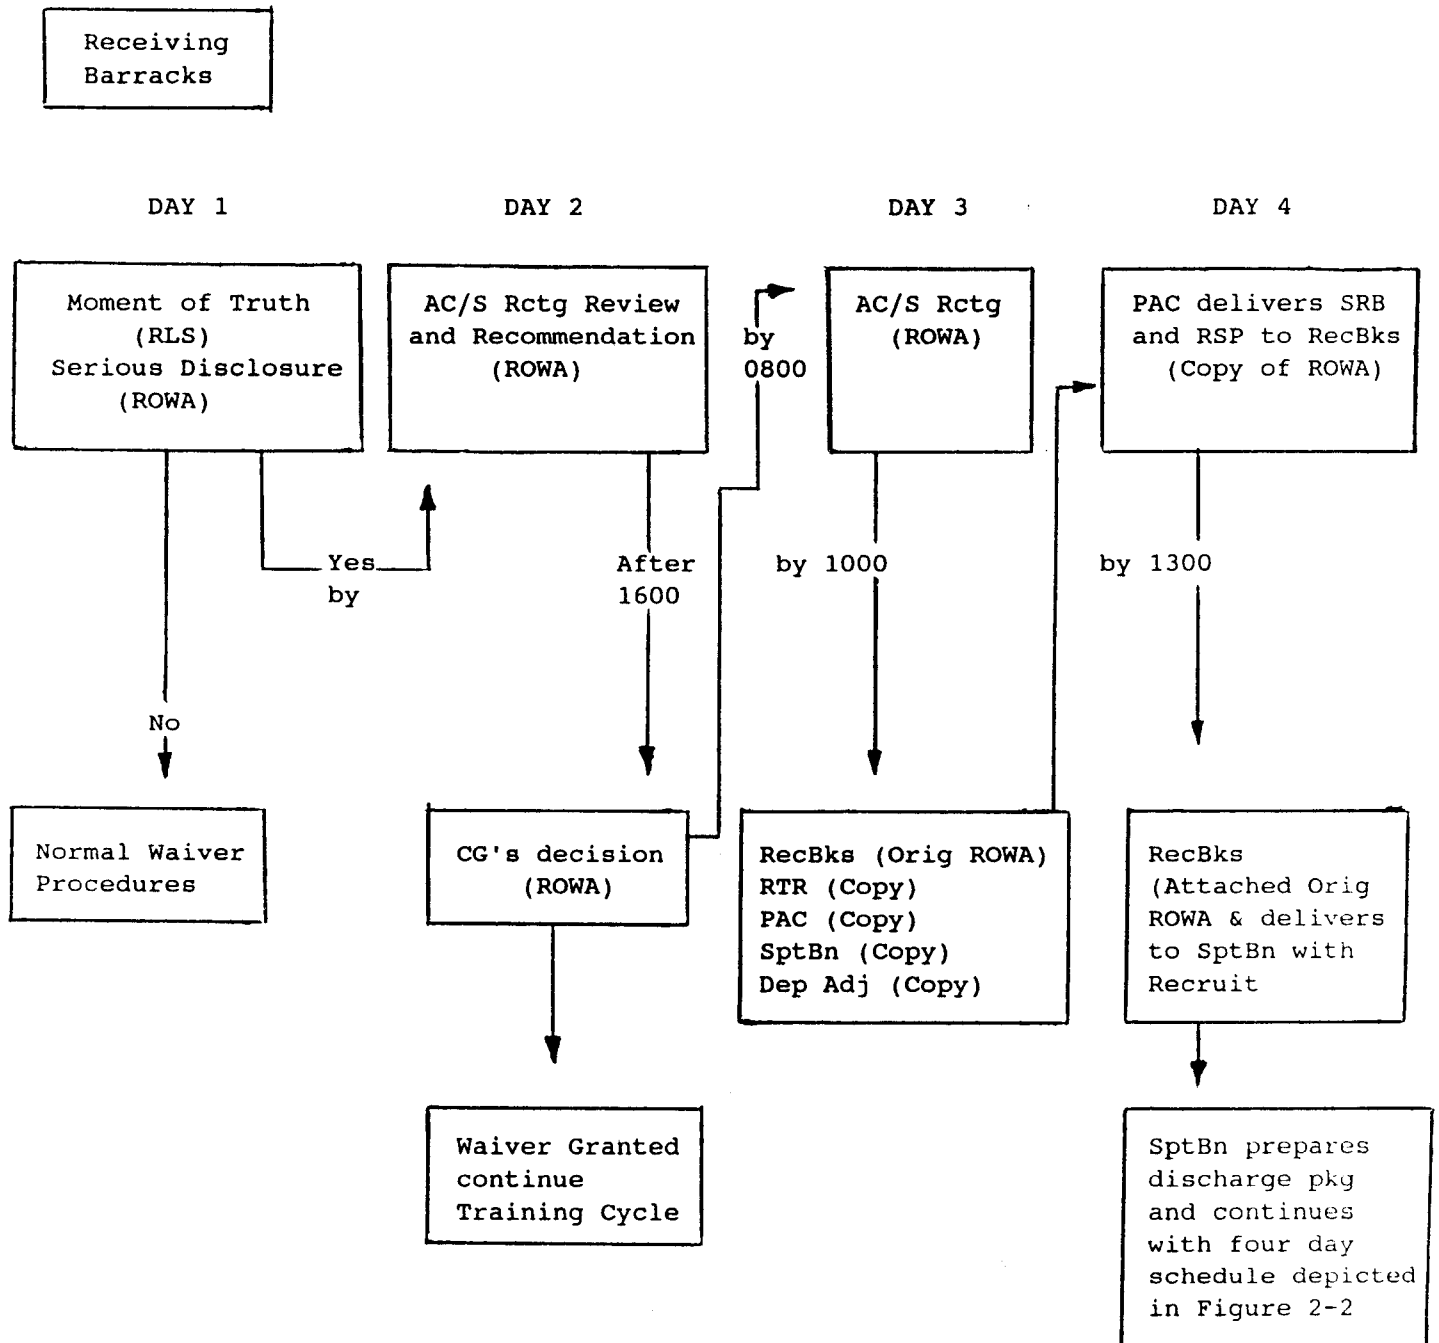 Receiving
Barracks
DAY 1
DAY 2
DAY 3
DAY 4
Moment of Truth
(RLS)
Serious Disclosure
(ROWA)
AC/S Rctg Review
and Recommendation
(ROWA)
by
0800
AC/S Rctg
(ROWA)
PAC delivers SRB
and RSP to RecBks
(Copy of ROWA)
Yes
by
After
1600
by 1000
by 1300
No
Normal Waiver
Procedures
CG's decision
(ROWA)
RecBks (Orig ROWA)
RTR (Copy)
PAC (Copy)
SptBn (Copy)
Dep Adj (Copy)
RecBks
(Attached Orig
ROWA & delivers
to SptBn with
Recruit
Waiver Granted
continue
Training Cycle
SptBn prepares
discharge pkg
and continues
with four day
schedule depicted
in Figure 2-2